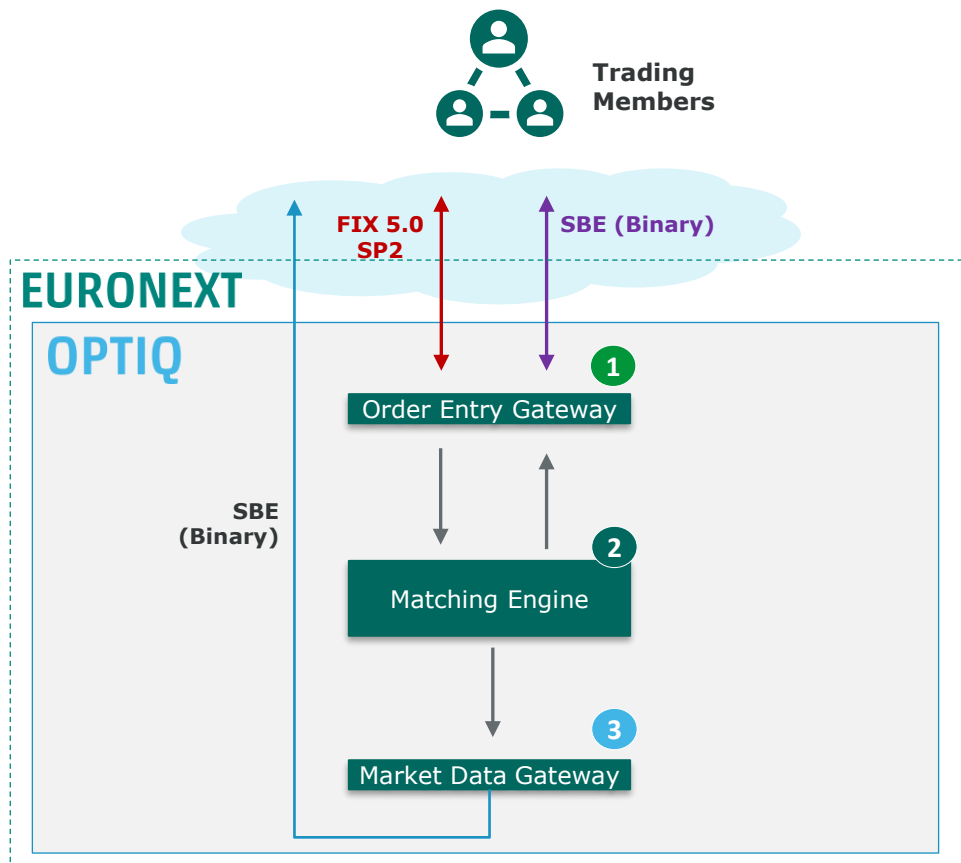 Trading
Members
FIX 5.0
SP2
SBE (Binary)
EURONEXT
OPTIQ
1
Order Entry Gateway
SBE
(Binary)
2
Matching Engine
3
Market Data Gateway